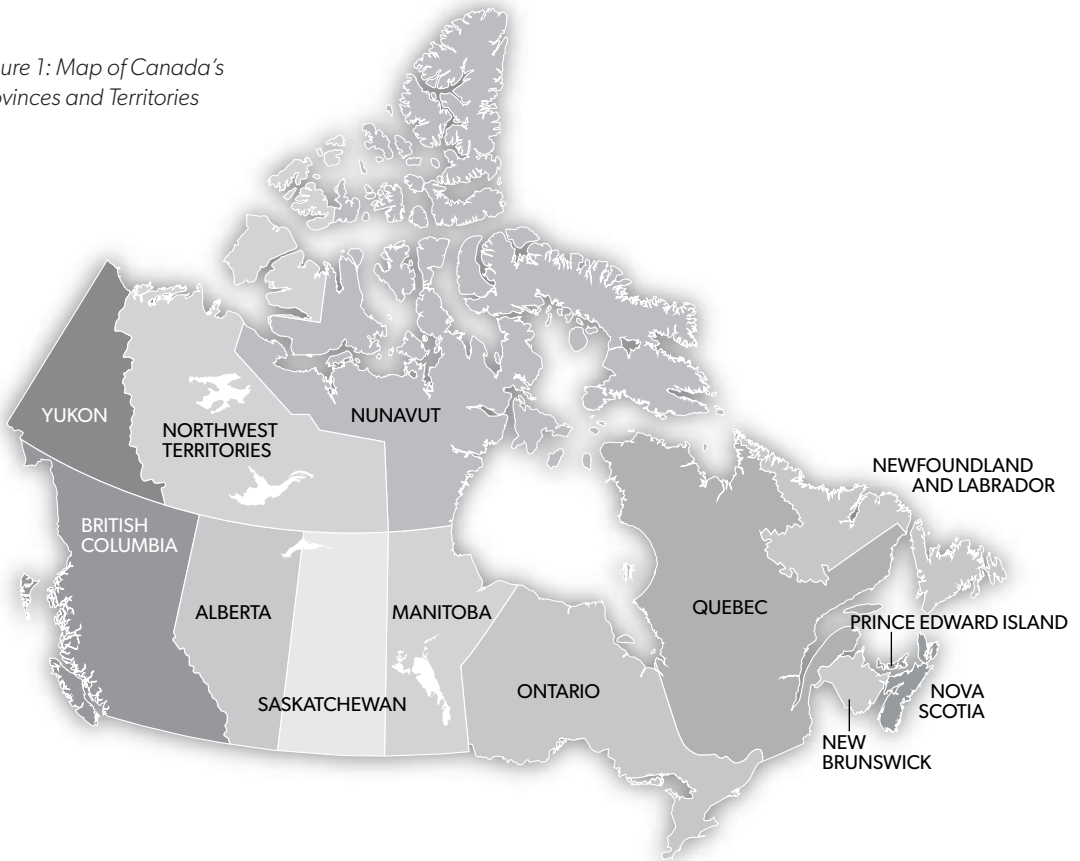 ure 1: Map of Canada's
ovinces and Territories
YUKON
NORTHWEST
TERRITORIES
NUNAVUT
NEWFOUNDLAND
AND LABRADOR
BRITISH
COLUMBIA
ALBERTA
MANITOBA
QUEBEC
PRINCE EDWARD ISLAND
SASKATCHEWAN
ONTARIO
NOVA
SCOTIA
NEW
BRUNSWICK